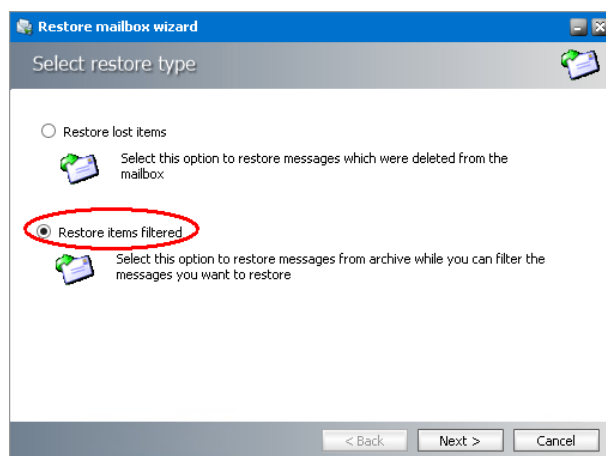 Restore mailbox wizard
Select restore type
Restore lost items
Select this option to restore messages which were deleted from the
mailbox
Restore items filtered
Select this option to restore messages from archive while you can filter the
messages you want to restore
< Back Next > Cancel